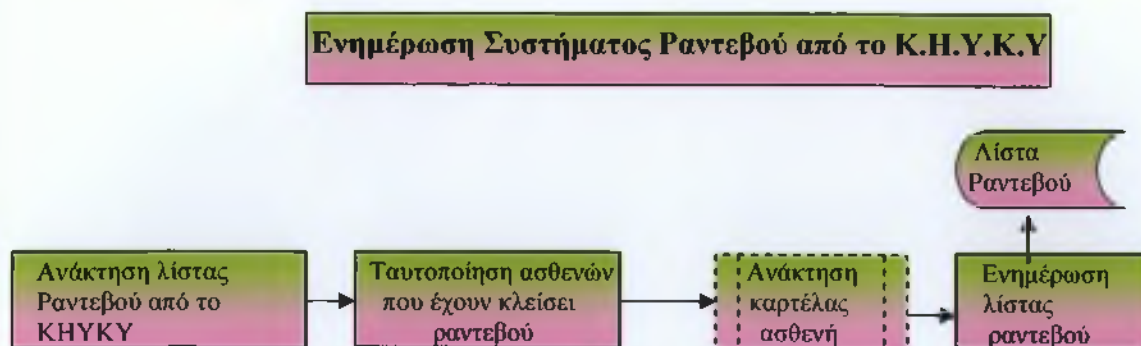 Ενημέρωση Συστήματος Ραντεβού από το Κ.Η.Υ.Κ.Υ
Λίστα
Ραντεβού
Ανάκτηση λίστας
Ραντεβού από το
ΚΗΥΚΥ
Ταυτοποίηση ασθενών
που έχουν κλείσει
ραντεβού
Ανάκτηση
καρτέλας
ασθενή
Ενημέρωση
λίστας
ραντεβού